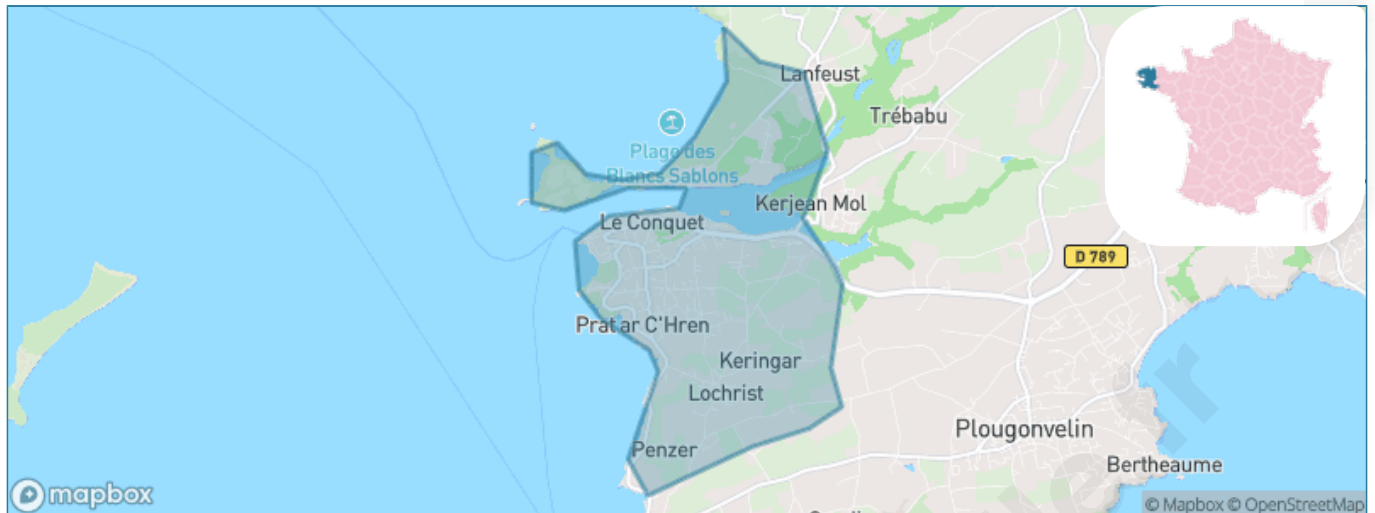 Lanfeust
Trébabu
Plage des
Blancs Sablons
Kerjean Mol
Le Conquet
D 789
Prat ar C'Hren
Keringar
Lochrist
Plougonvelin
Penzer
Bertheaume
mapbox
© Mapbox © OpenStreetMap